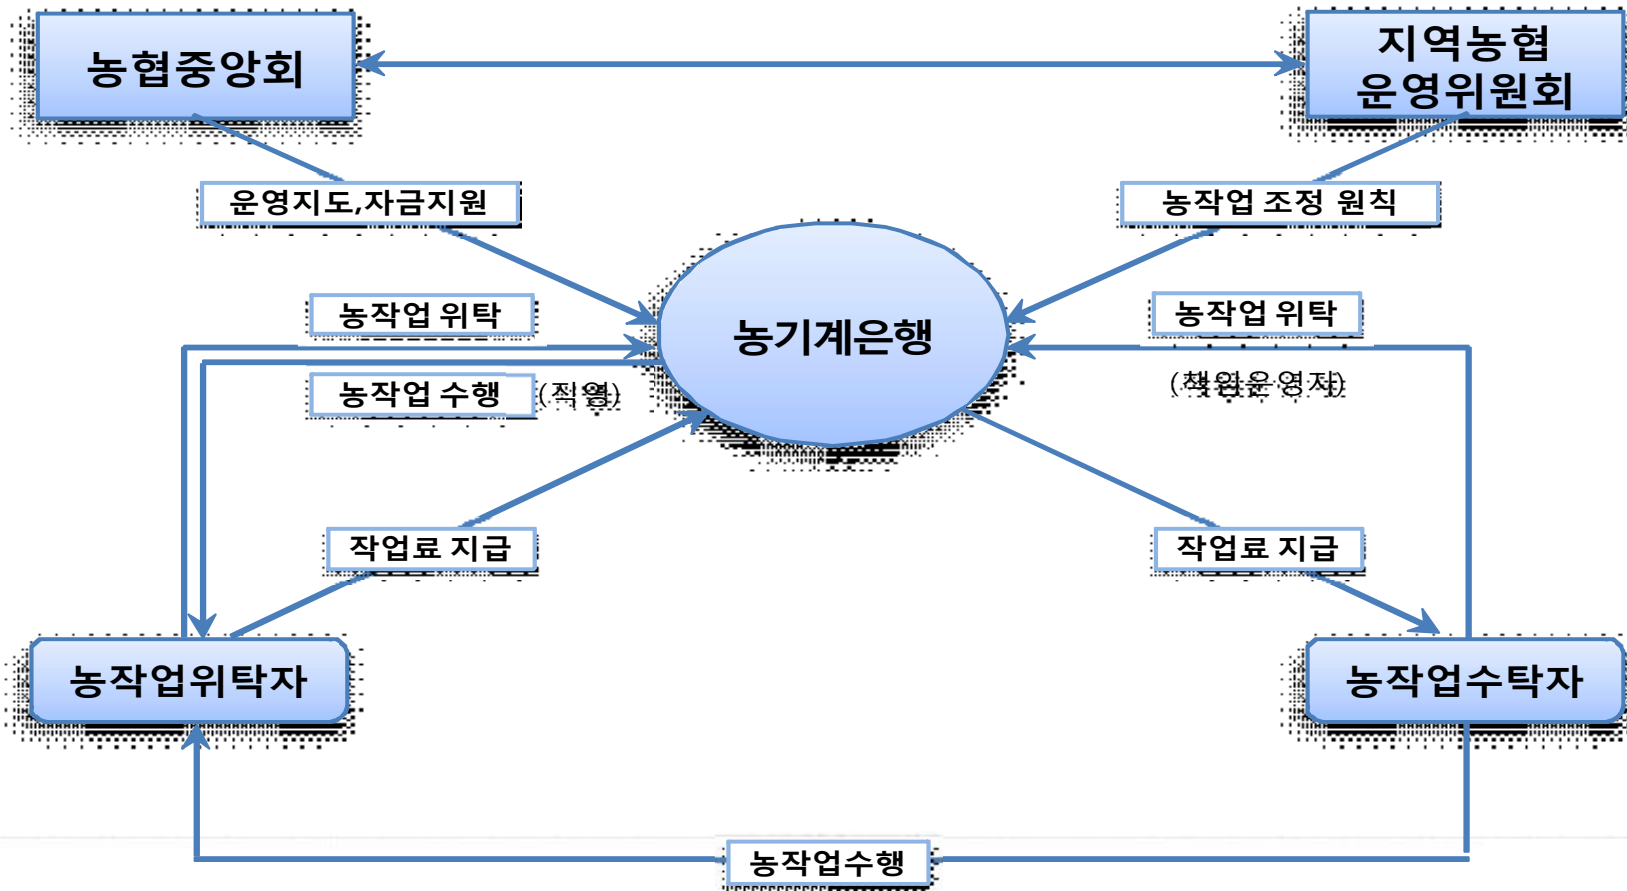 농협중앙회
지역농협
운영위원회
운영지도,자금지원
농작업 조정 원칙
농작업 위탁
농작업 위탁
농기계은행
농작업 수행 (직영)
(책임운영자)
작업료 지급
작업료 지급
농작업위탁자
농작업수탁자
농작업수행